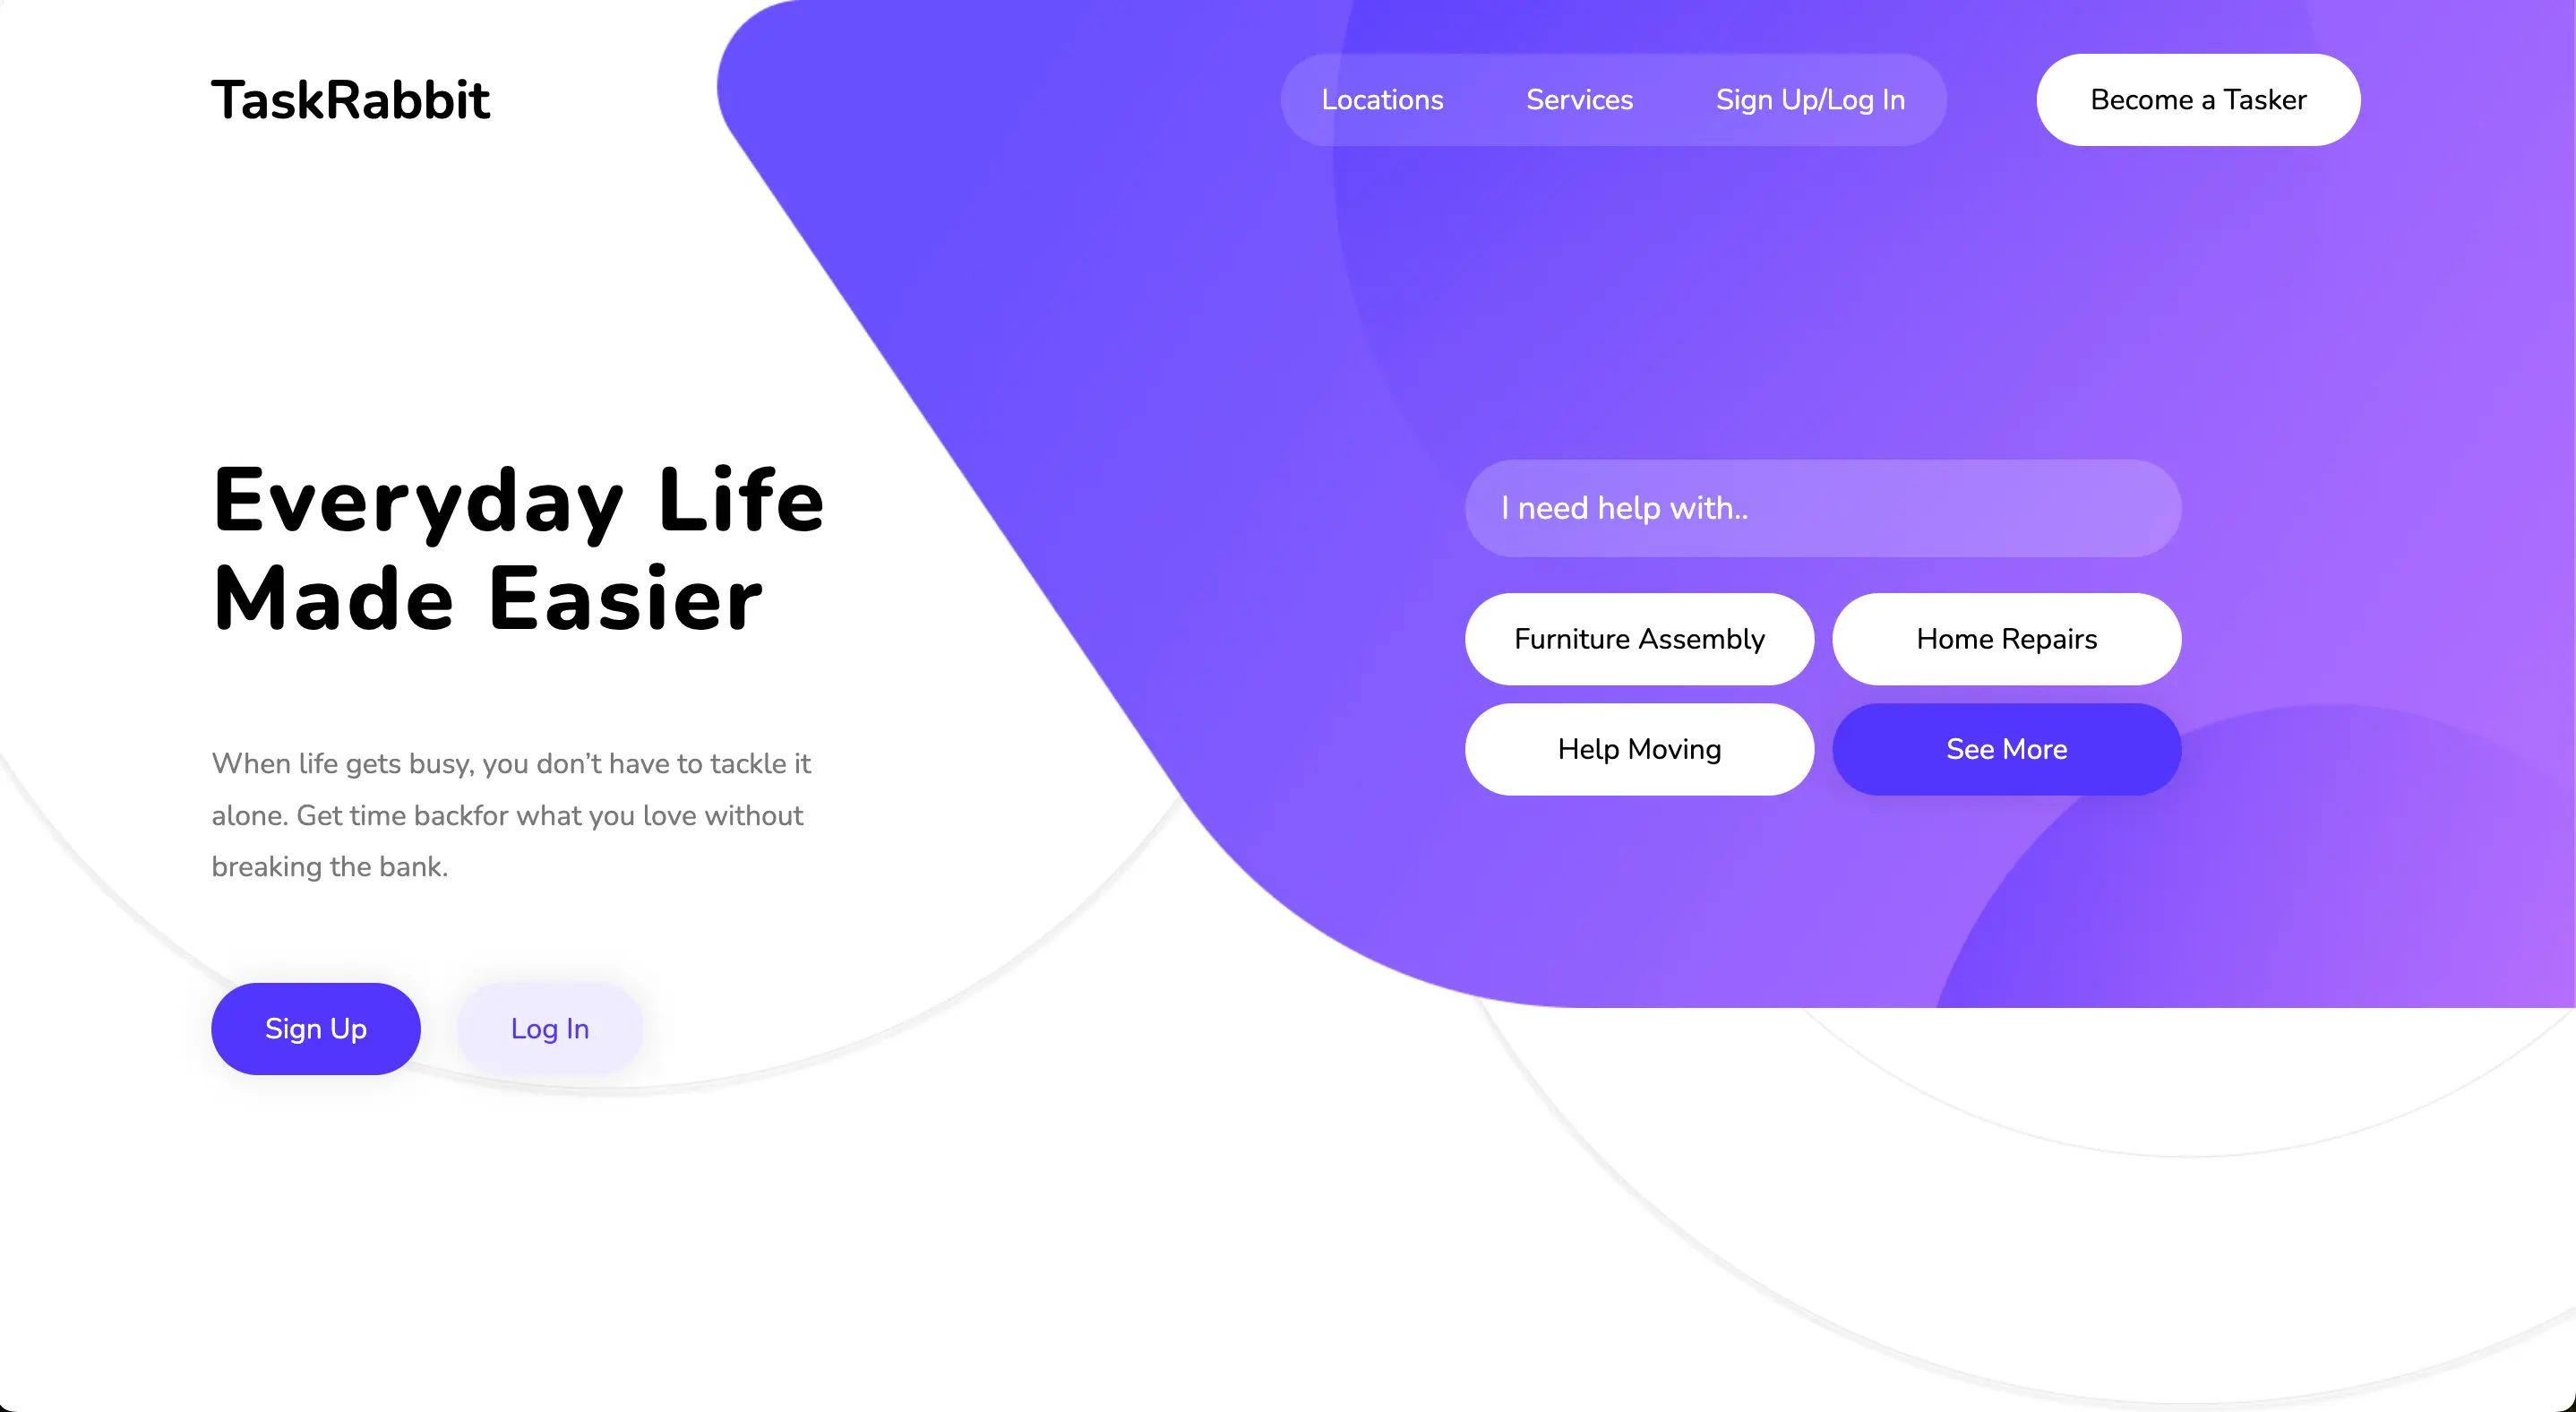 TaskRabbit
Locations
Services
Sign Up/Log In
Become a Tasker
Everyday Life
Made Easier
When life gets busy, you don’t have to tackle it
alone. Get time backfor what you love without
breaking the bank.
Sign Up
Log In
I need help with..
Furniture Assembly
Home Repairs
Help Moving
See More